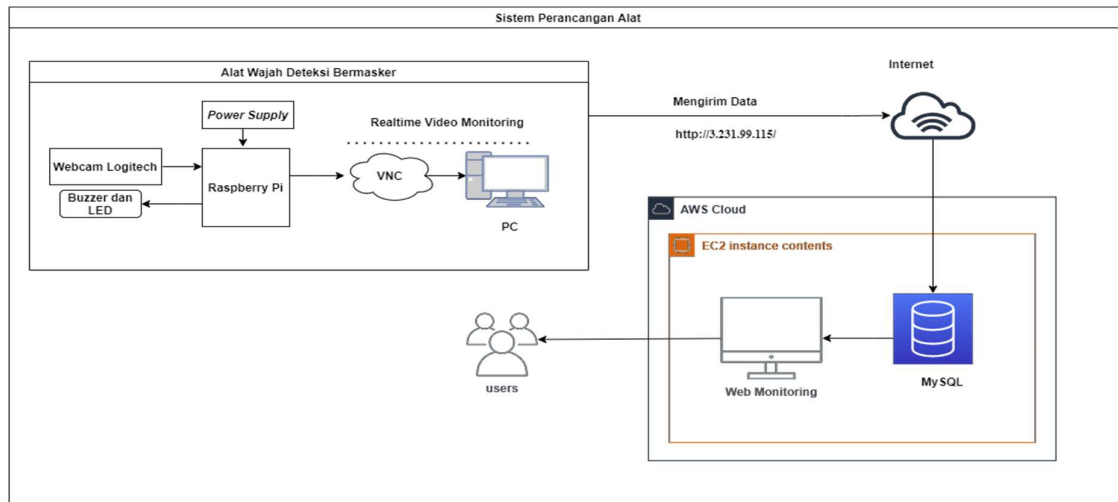 Sistem Perancangan Alat
Alat Wajah Deteksi Bermasker
Internet
Power Supply
Mengirim Data
Realtime Video Monitoring
http://3.231.99.115/
Webcam Logitech
Raspberry Pi
VNC
Buzzer dan
LED
PC
AWS Cloud
EC2 instance contents
users
Web Monitoring
MySQL